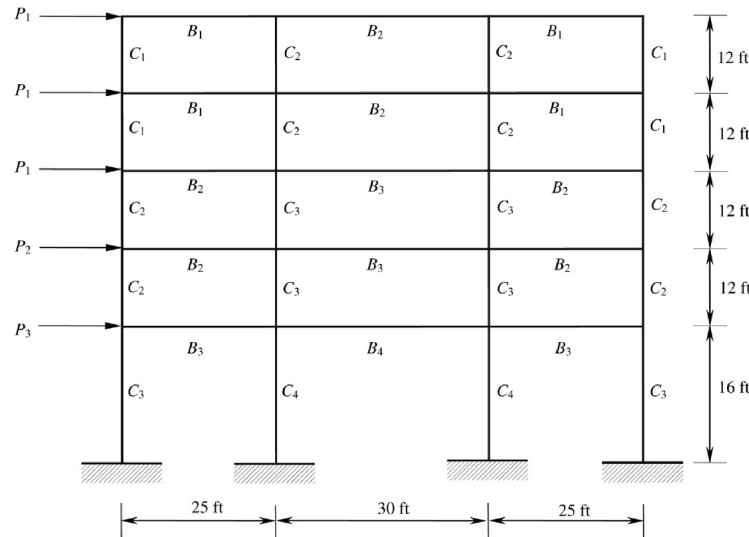 P₁
B₁ B₂ B₁
C₁ C₂ C₂ C₁ 12 ft
P₁
B₁ B₂ B₁
C₁ C₂ C₂ C₁ 12 ft
P₁
B₂ B₃ B₂
C₂ C₃ C₃ C₂ 12 ft
P₂
B₂ B₃ B₂
C₂ C₃ C₃ C₂ 12 ft
P₃
B₃ B₄ B₃
C₃ C₄ C₄ C₃ 16 ft
25 ft 30 ft 25 ft